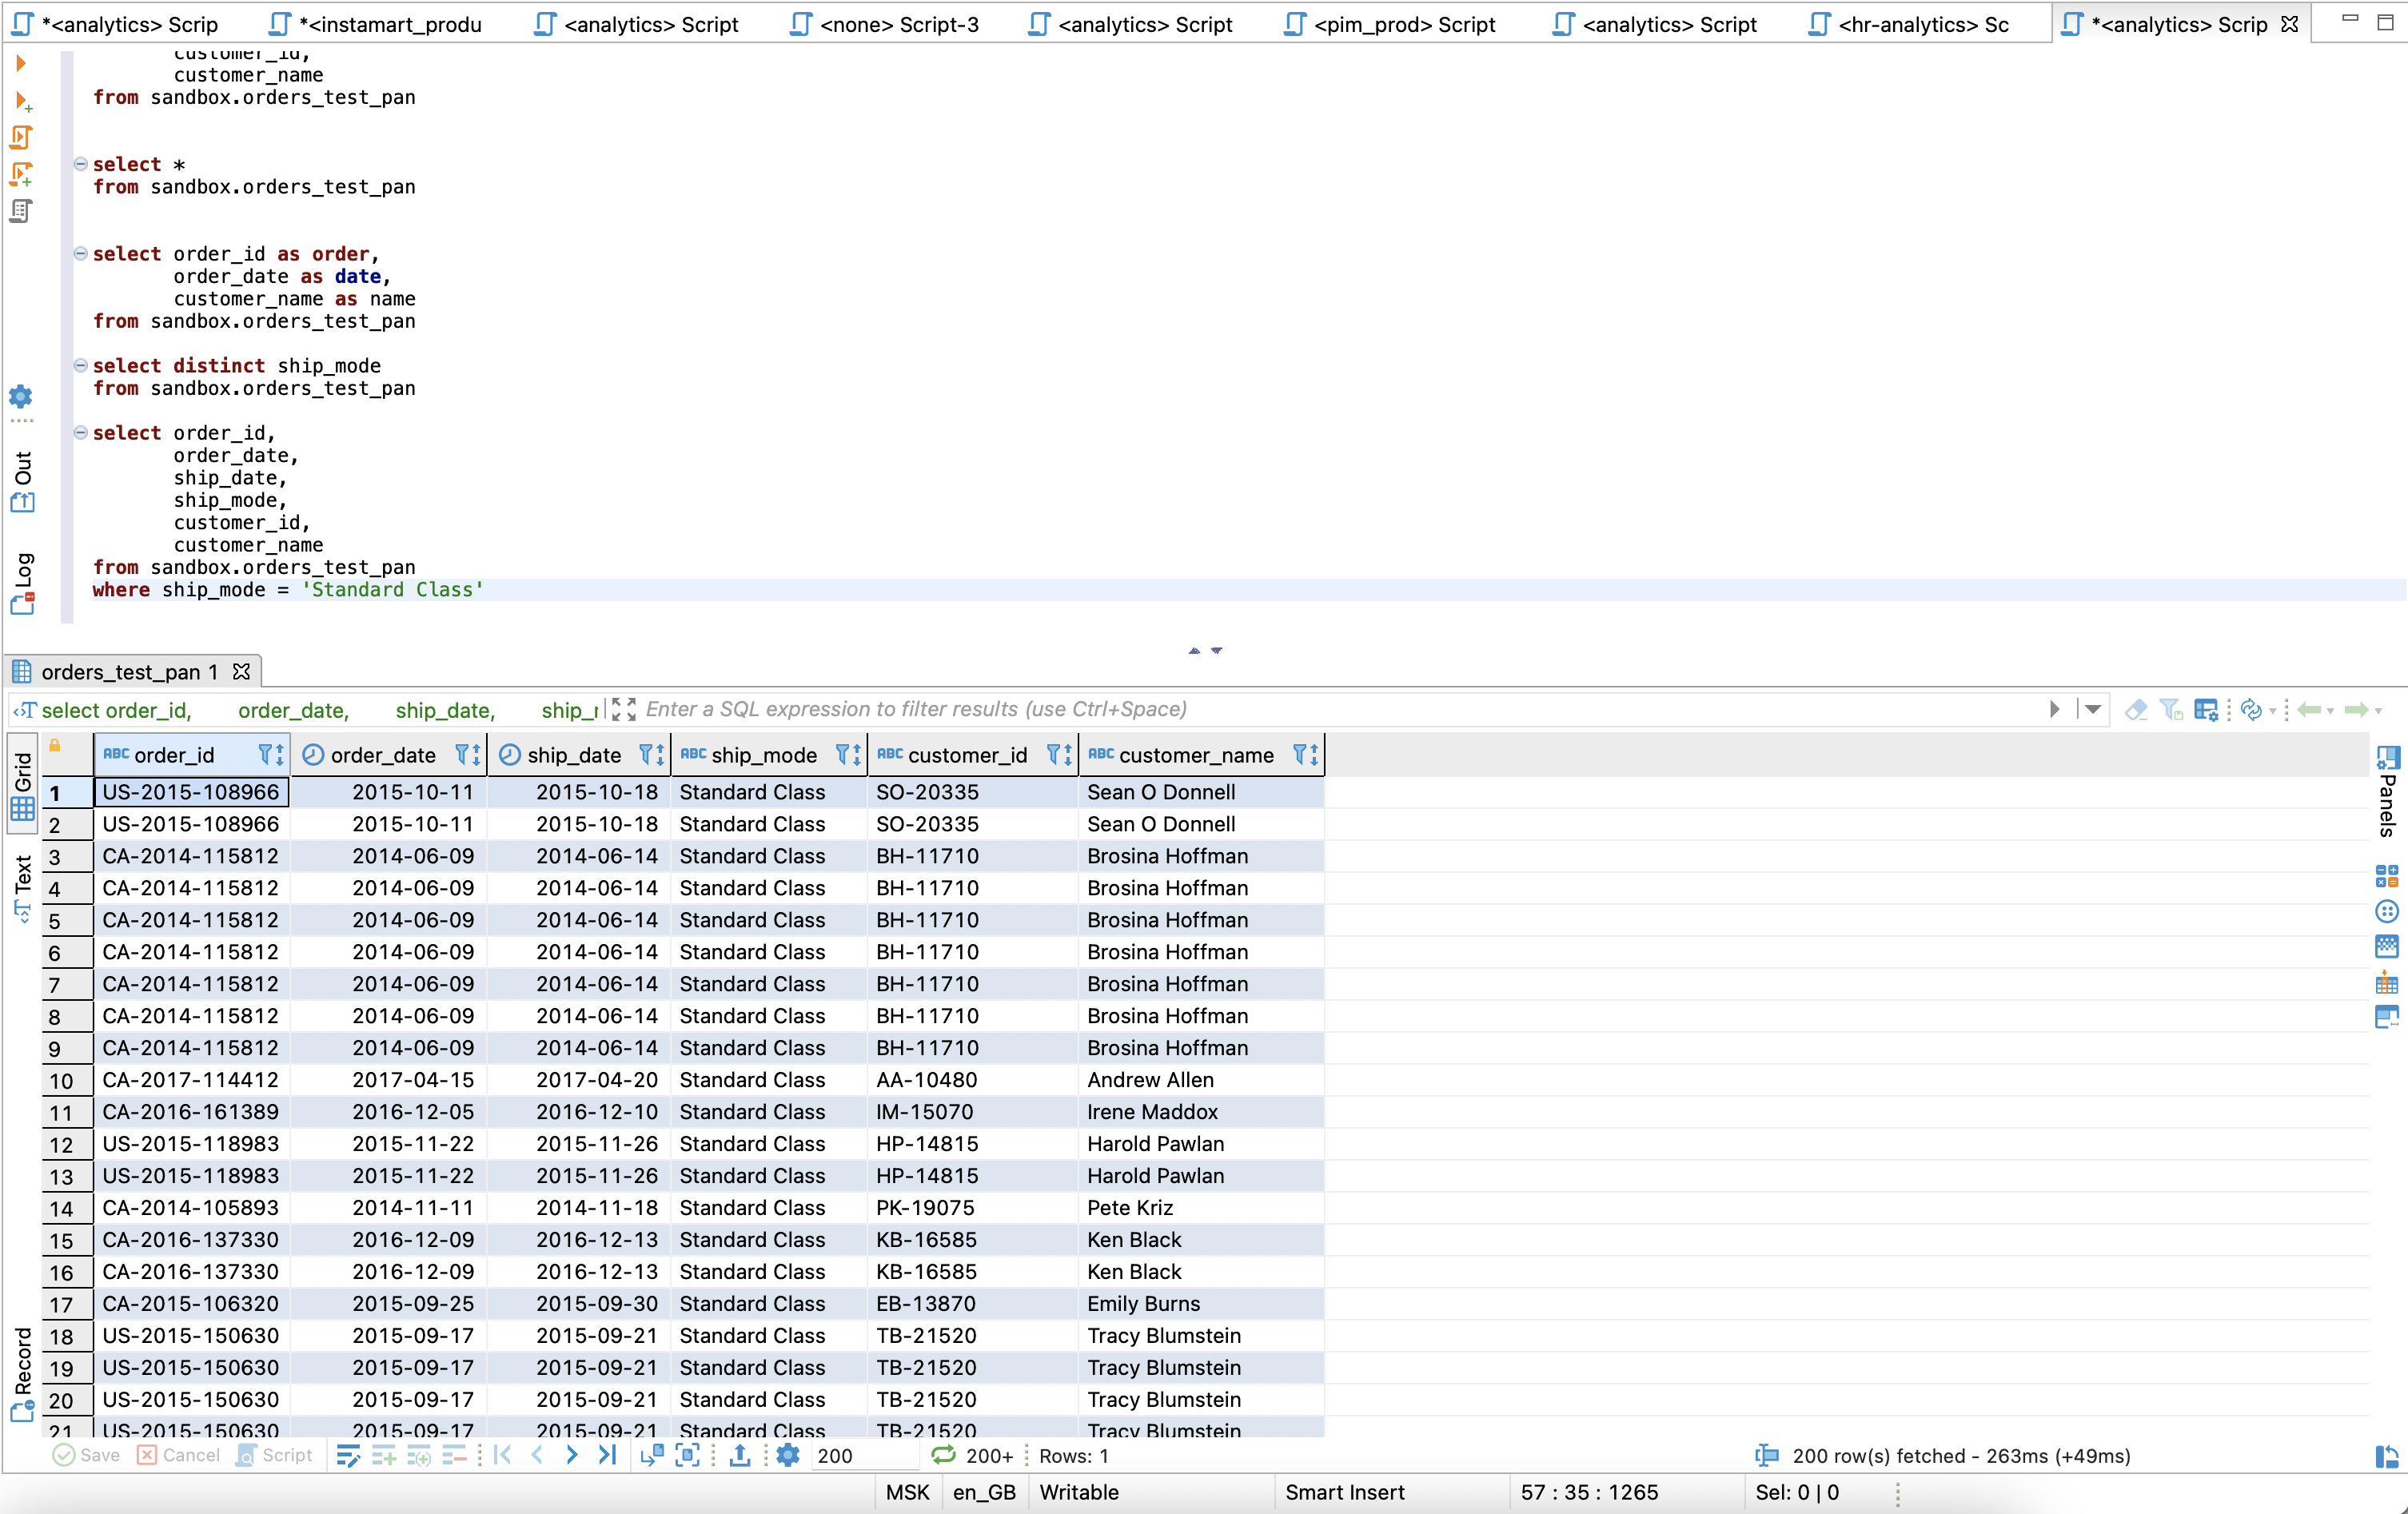 *<analytics> Scrip *<instamart_produ <analytics> Script <none> Script-3 <analytics> Script <pim_prod> Script <analytics> Script <hr-analytics> Sc *<analytics> Scrip
customer_id,
customer_name
from sandbox.orders_test_pan
select *
from sandbox.orders_test_pan
select order_id as order,
order_date as date,
customer_name as name
from sandbox.orders_test_pan
select distinct ship_mode
from sandbox.orders_test_pan
select order_id,
order_date,
ship_date,
ship_mode,
customer_id,
customer_name
from sandbox.orders_test_pan
where ship_mode = 'Standard Class'
Out
Log
orders_test_pan 1
select order_id, order_date, ship_date, ship_r Enter a SQL expression to filter results (use Ctrl+Space)
Grid
Text
Record
Panels
ABC order_id order_date ship_date ABC ship_mode ABC customer_id ABC customer_name
1 US-2015-108966 2015-10-11 2015-10-18 Standard Class SO-20335 Sean O Donnell
2 US-2015-108966 2015-10-11 2015-10-18 Standard Class SO-20335 Sean O Donnell
3 CA-2014-115812 2014-06-09 2014-06-14 Standard Class BH-11710 Brosina Hoffman
4 CA-2014-115812 2014-06-09 2014-06-14 Standard Class BH-11710 Brosina Hoffman
5 CA-2014-115812 2014-06-09 2014-06-14 Standard Class BH-11710 Brosina Hoffman
6 CA-2014-115812 2014-06-09 2014-06-14 Standard Class BH-11710 Brosina Hoffman
7 CA-2014-115812 2014-06-09 2014-06-14 Standard Class BH-11710 Brosina Hoffman
8 CA-2014-115812 2014-06-09 2014-06-14 Standard Class BH-11710 Brosina Hoffman
9 CA-2014-115812 2014-06-09 2014-06-14 Standard Class BH-11710 Brosina Hoffman
10 CA-2017-114412 2017-04-15 2017-04-20 Standard Class AA-10480 Andrew Allen
11 CA-2016-161389 2016-12-05 2016-12-10 Standard Class IM-15070 Irene Maddox
12 US-2015-118983 2015-11-22 2015-11-26 Standard Class HP-14815 Harold Pawlan
13 US-2015-118983 2015-11-22 2015-11-26 Standard Class HP-14815 Harold Pawlan
14 CA-2014-105893 2014-11-11 2014-11-18 Standard Class PK-19075 Pete Kriz
15 CA-2016-137330 2016-12-09 2016-12-13 Standard Class KB-16585 Ken Black
16 CA-2016-137330 2016-12-09 2016-12-13 Standard Class KB-16585 Ken Black
17 CA-2015-106320 2015-09-25 2015-09-30 Standard Class EB-13870 Emily Burns
18 US-2015-150630 2015-09-17 2015-09-21 Standard Class TB-21520 Tracy Blumstein
19 US-2015-150630 2015-09-17 2015-09-21 Standard Class TB-21520 Tracy Blumstein
20 US-2015-150630 2015-09-17 2015-09-21 Standard Class TB-21520 Tracy Blumstein
21 US-2015-150630 2015-09-17 2015-09-21 Standard Class TB-21520 Tracy Blumstein
Save Cancel Script 200 200+ Rows: 1 200 row(s) fetched - 263ms (+49ms)
MSK en_GB Writable Smart Insert 57 : 35 : 1265 Sel: 0 | 0